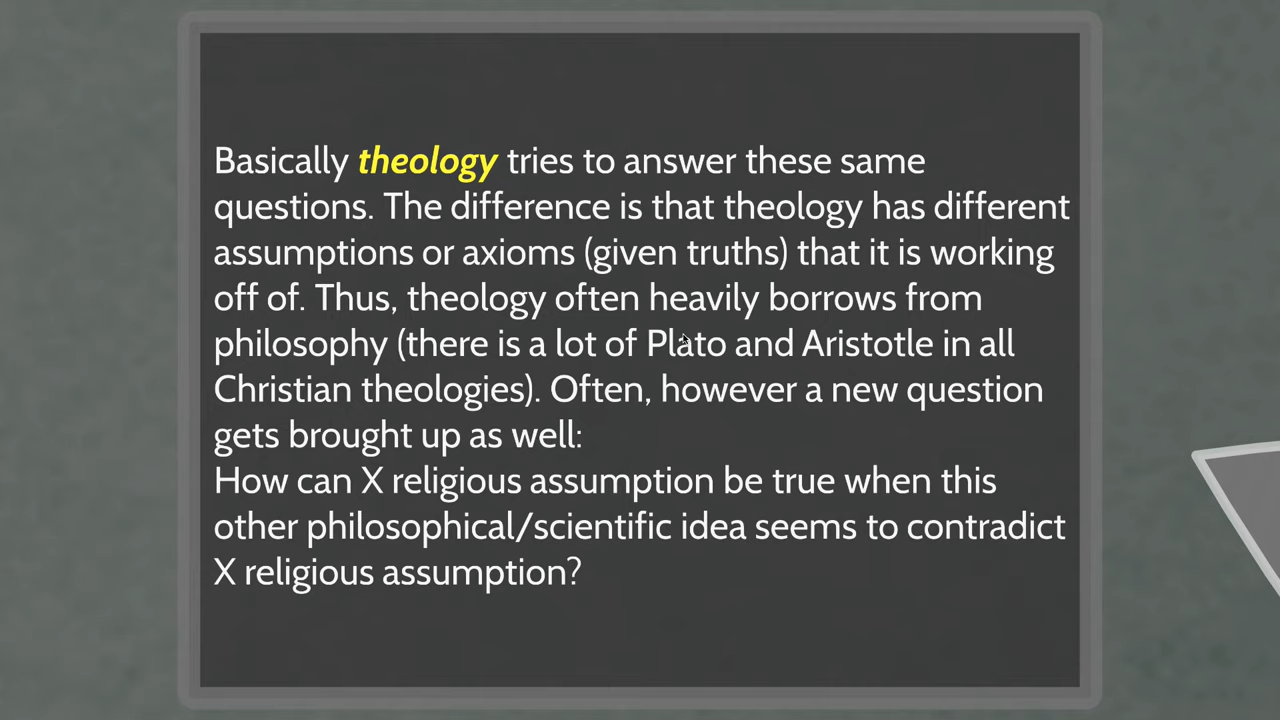 Basically theology tries to answer these same
questions. The difference is that theology has different
assumptions or axioms (given truths) that it is working
off of. Thus, theology often heavily borrows from
philosophy (there is a lot of Plato and Aristotle in all
Christian theologies). Often, however a new question
gets brought up as well:
How can X religious assumption be true when this
other philosophical/scientific idea seems to contradict
X religious assumption?